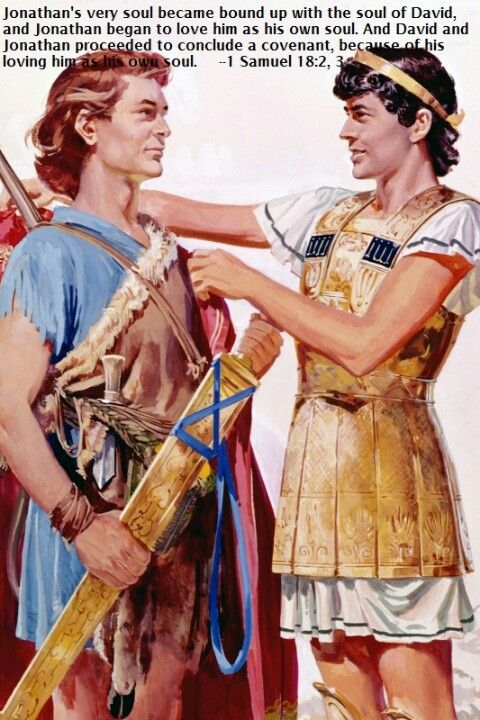 Jonathan's very soul became bound up with the soul of David,
and Jonathan began to love him as his own soul. And David and
Jonathan proceeded to conclude a covenant, because of his
loving him as his own soul. --1 Samuel 18:2, 3